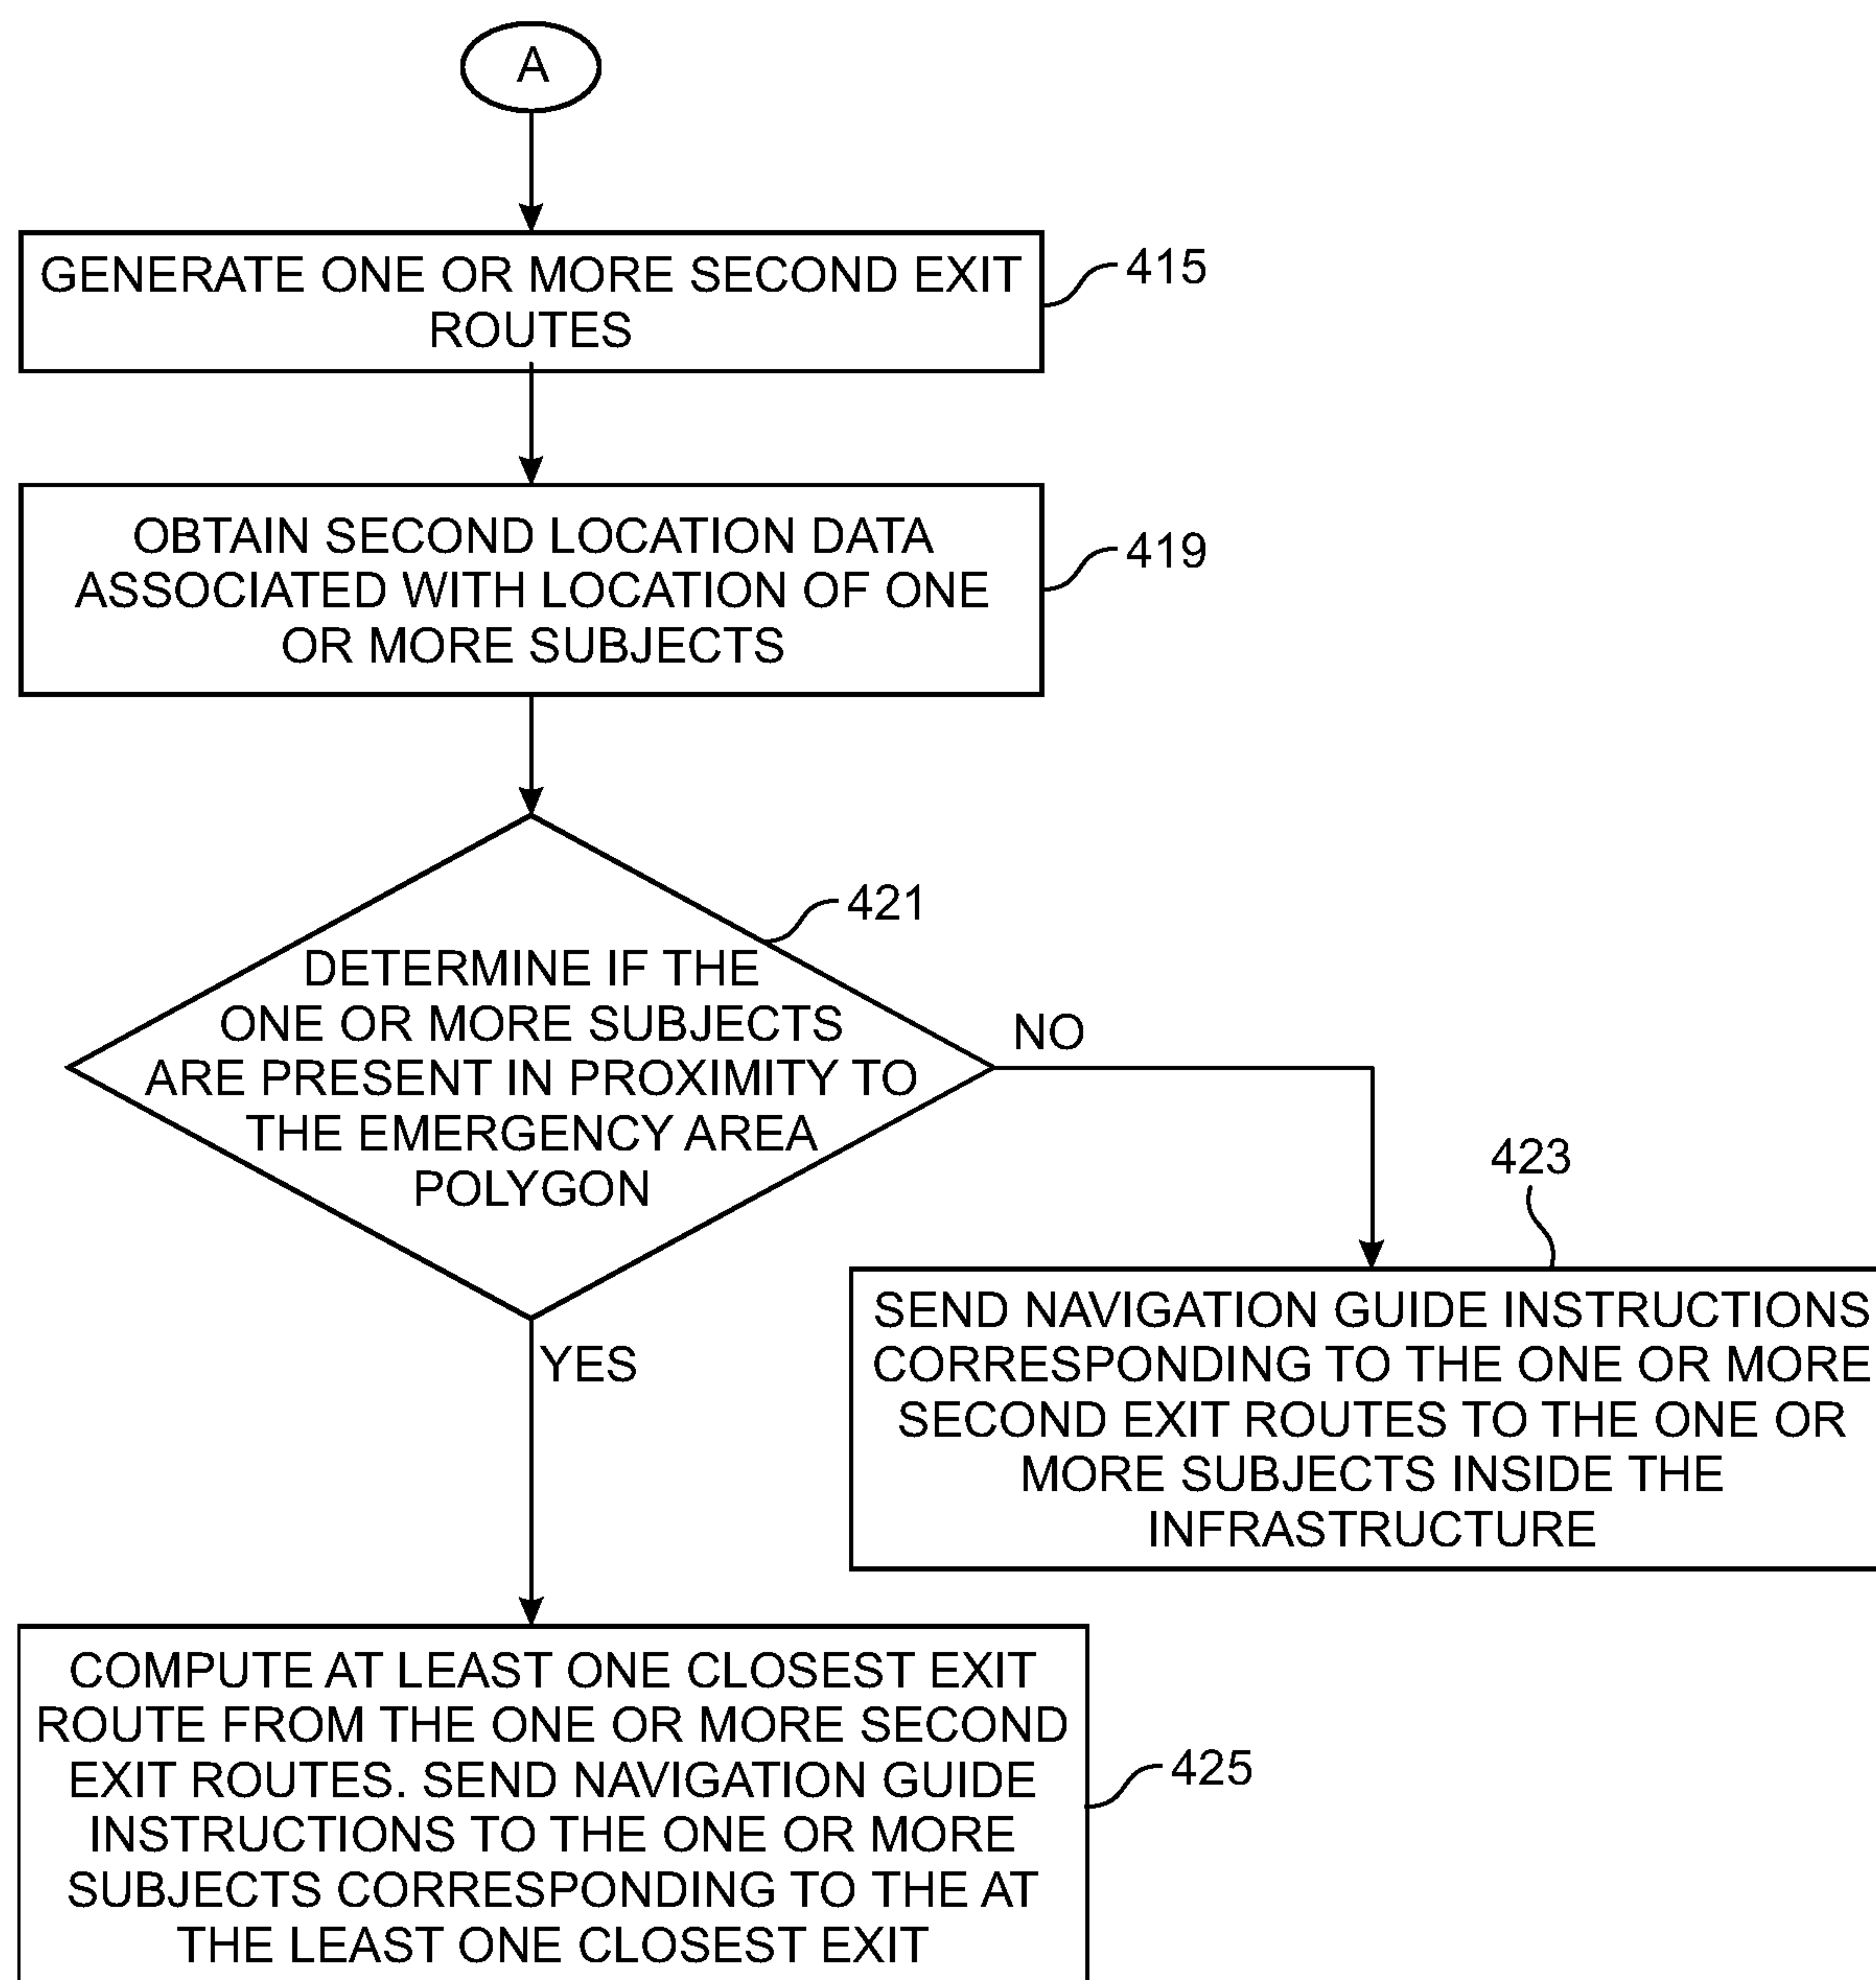 A
GENERATE ONE OR MORE SECOND EXIT
ROUTES
415
OBTAIN SECOND LOCATION DATA
ASSOCIATED WITH LOCATION OF ONE
OR MORE SUBJECTS
419
421
DETERMINE IF THE
ONE OR MORE SUBJECTS
ARE PRESENT IN PROXIMITY TO
THE EMERGENCY AREA
POLYGON
NO
YES
423
SEND NAVIGATION GUIDE INSTRUCTIONS
CORRESPONDING TO THE ONE OR MORE
SECOND EXIT ROUTES TO THE ONE OR
MORE SUBJECTS INSIDE THE
INFRASTRUCTURE
COMPUTE AT LEAST ONE CLOSEST EXIT
ROUTE FROM THE ONE OR MORE SECOND
EXIT ROUTES. SEND NAVIGATION GUIDE
INSTRUCTIONS TO THE ONE OR MORE
SUBJECTS CORRESPONDING TO THE AT
THE LEAST ONE CLOSEST EXIT
425